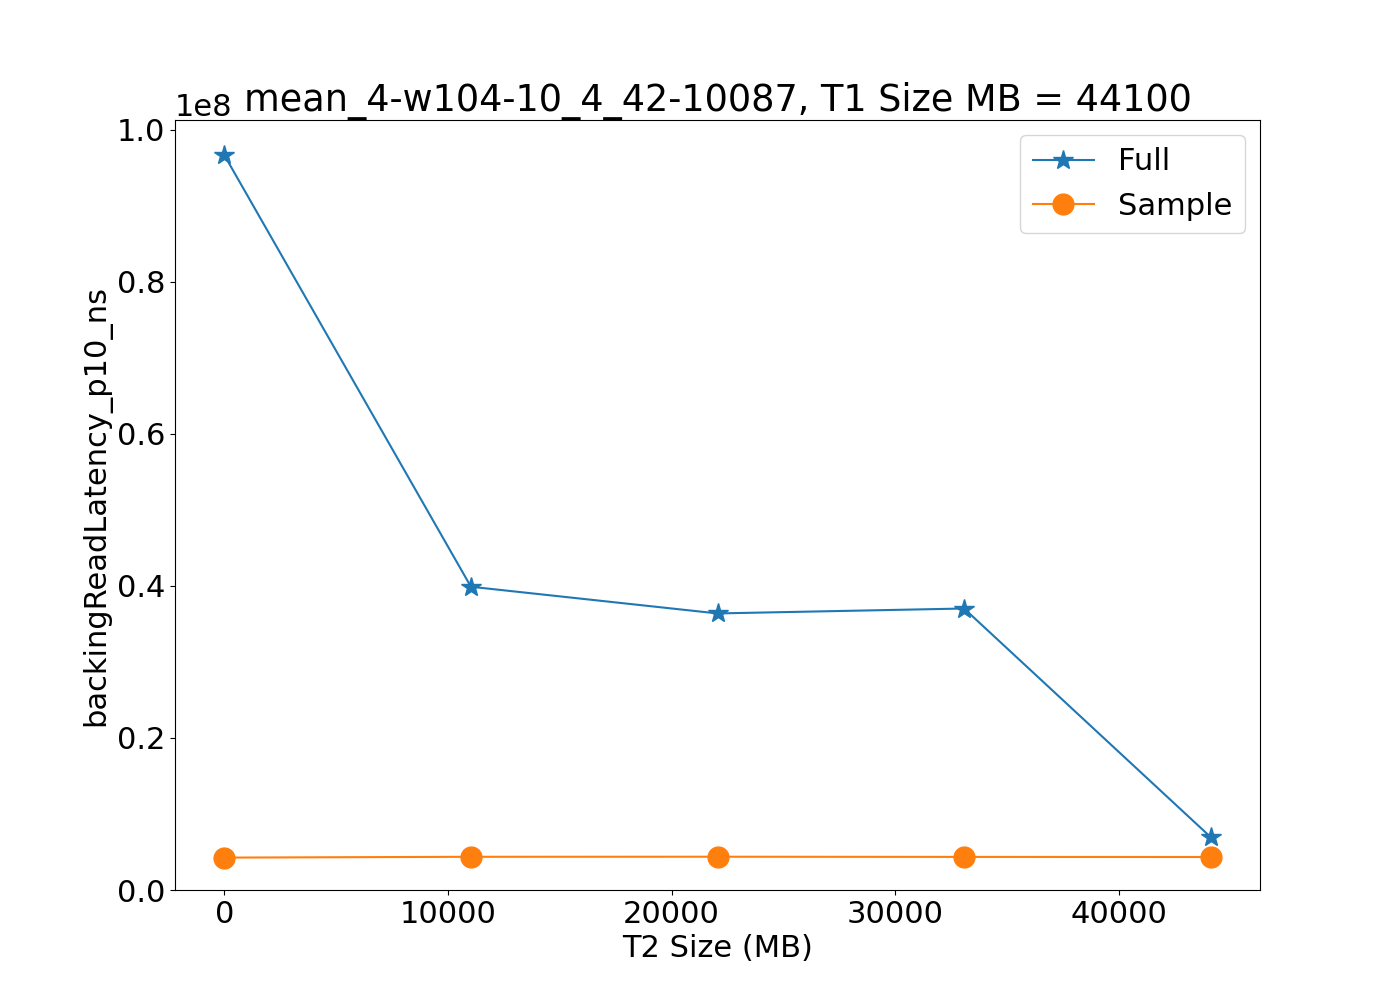 1e8
mean_4-w104-10_4_42-10087, T1 Size MB = 44100
Full
Sample
backingReadLatency_p10_ns
1.0
0.8
0.6
0.4
0.2
0.0
0 10000 20000 30000 40000
T2 Size (MB)